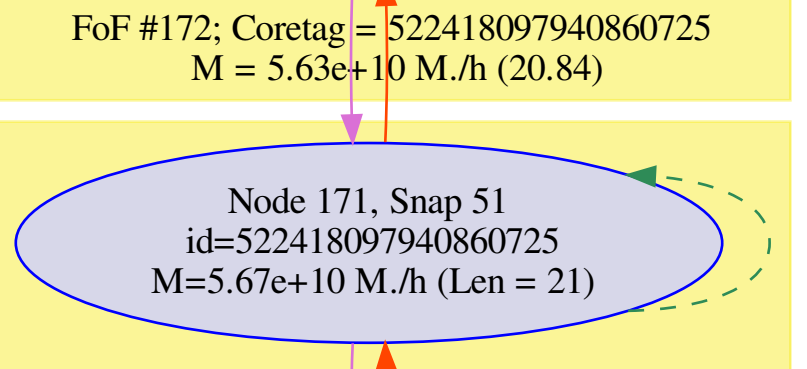 FoF #172; Coretag = 522418097940860725
M = 5.63e+10 M./h (20.84)
Node 171, Snap 51
id=522418097940860725
M=5.67e+10 M./h (Len = 21)